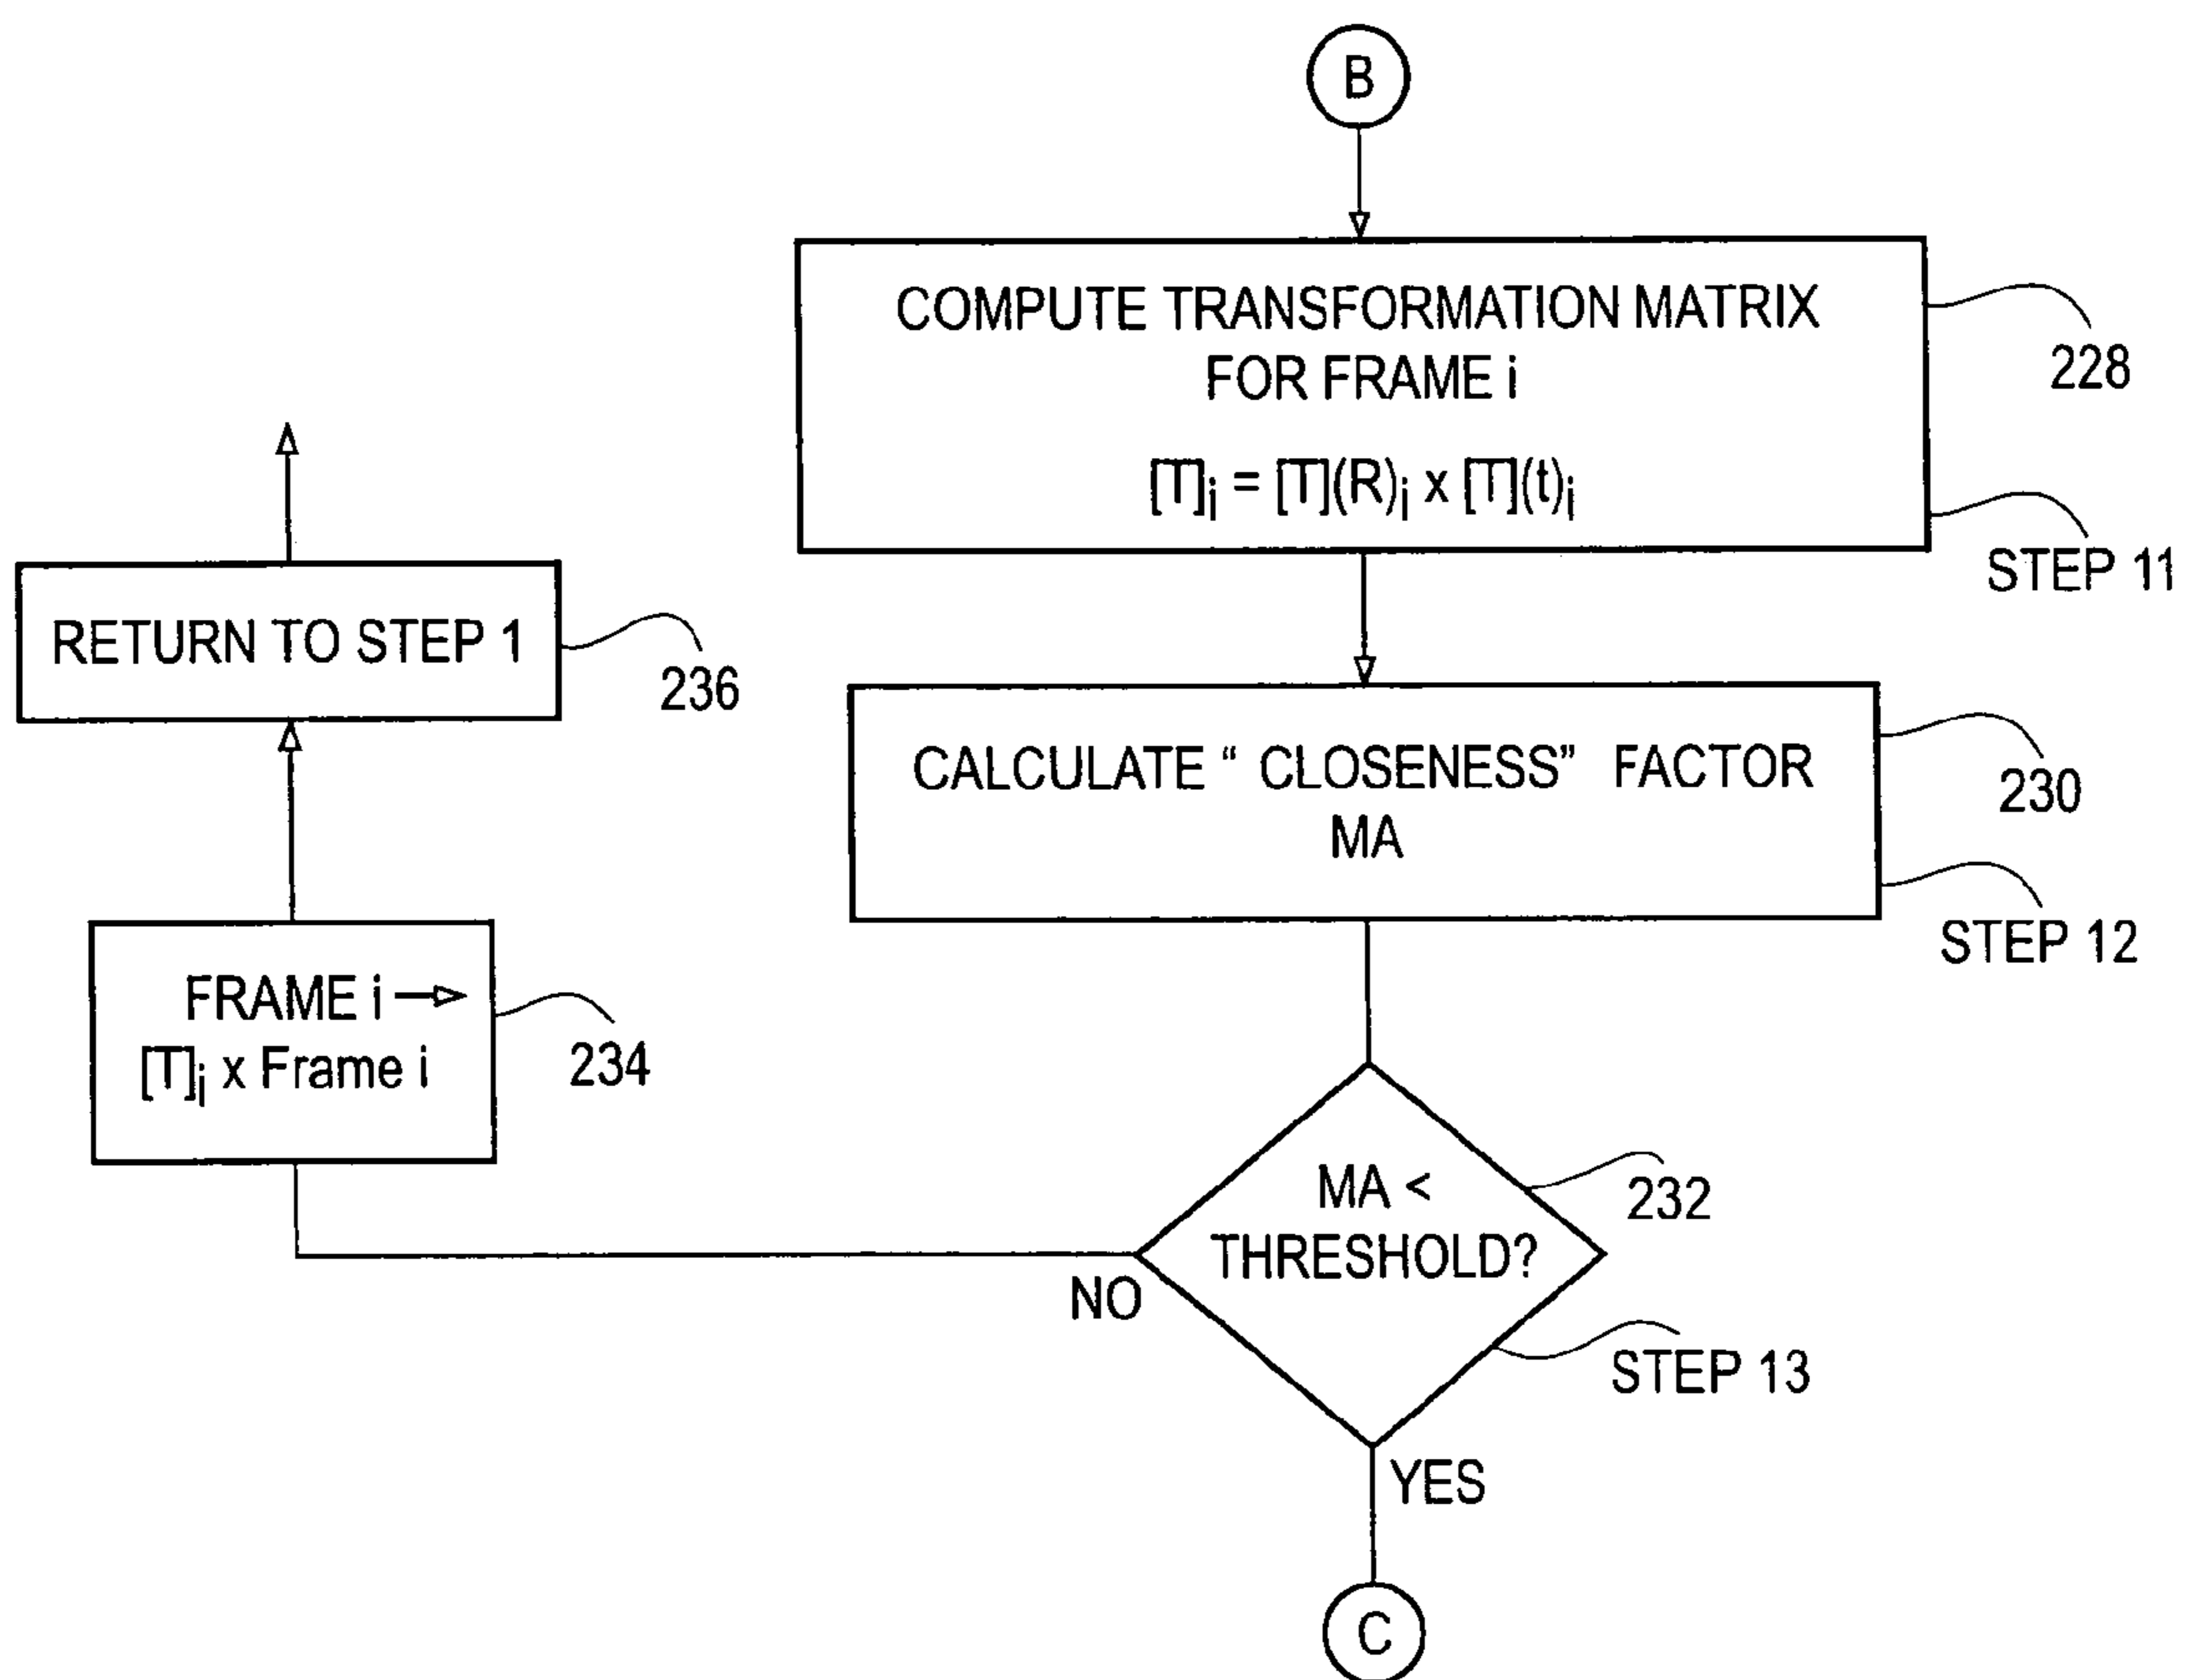 B
COMPUTE TRANSFORMATION MATRIX
FOR FRAME i
[T]i = [T](R)i x [T](t)i
228
STEP 11
CALCULATE “ CLOSENESS” FACTOR
MA
230
STEP 12
MA <
THRESHOLD?
232
STEP 13
NO
YES
C
FRAME i →
[T]i x Frame i
234
RETURN TO STEP 1
236